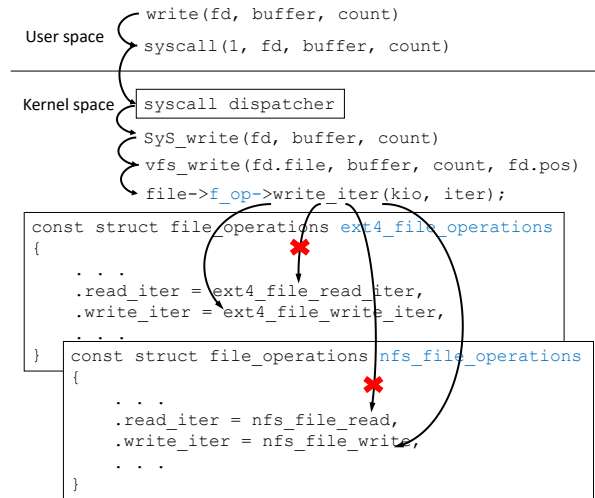 write(fd, buffer, count)
User space
syscall(1, fd, buffer, count)
Kernel space
syscall dispatcher
SyS_write(fd, buffer, count)
vfs_write(fd.file, buffer, count, fd.pos)
file->f_op->write_iter(kio, iter);
const struct file_operations ext4_file_operations
{
. . .
.read_iter = ext4_file_read_iter,
.write_iter = ext4_file_write_iter,
. . .
}
const struct file_operations nfs_file_operations
{
. . .
.read_iter = nfs_file_read,
.write_iter = nfs_file_write,
. . .
}